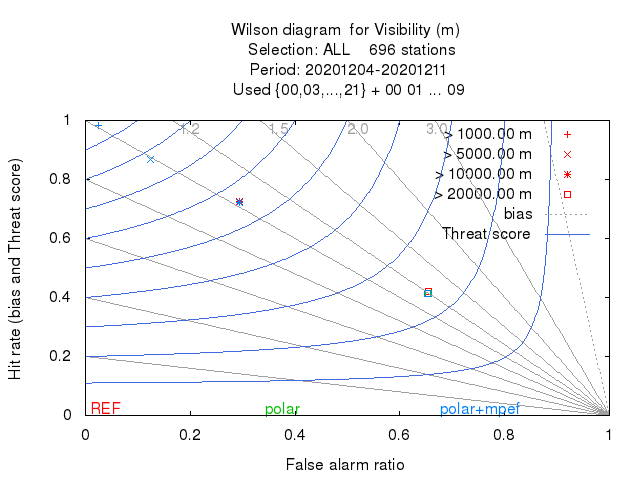 Wilson diagram  for Visibility (m)
Selection: ALL    696 stations
Period: 20201204-20201211
Used {00,03,...,21} + 00 01 ... 09
Hit rate (bias and Threat score)
1
0.8
0.6
0.4
0.2
0
1.2
1.5
2.0
3.0
> 1000.00 m
> 5000.00 m
> 10000.00 m
> 20000.00 m
bias
Threat score
REF
polar
polar+mpef
0 0.2 0.4 0.6 0.8 1
False alarm ratio